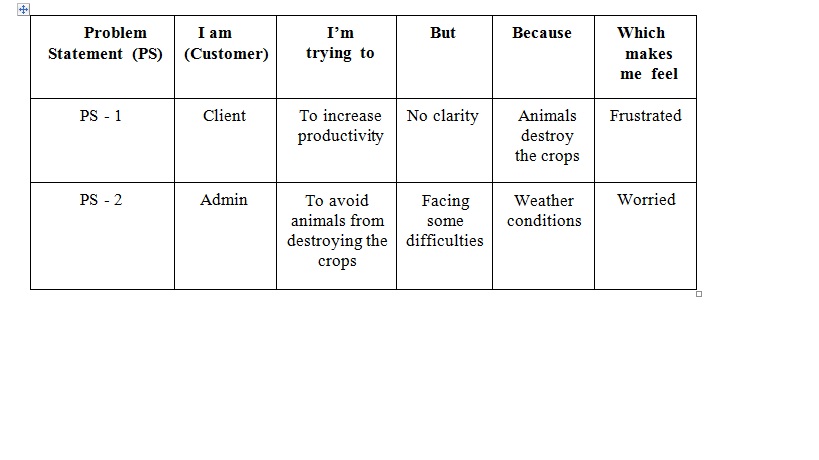 Problem Statement (PS)
I am (Customer)
I'm trying to
But
Because
Which makes me feel
PS - 1
Client
To increase productivity
No clarity
Animals destroy the crops
Frustrated
PS - 2
Admin
To avoid animals from destroying the crops
Facing some difficulties
Weather conditions
Worried